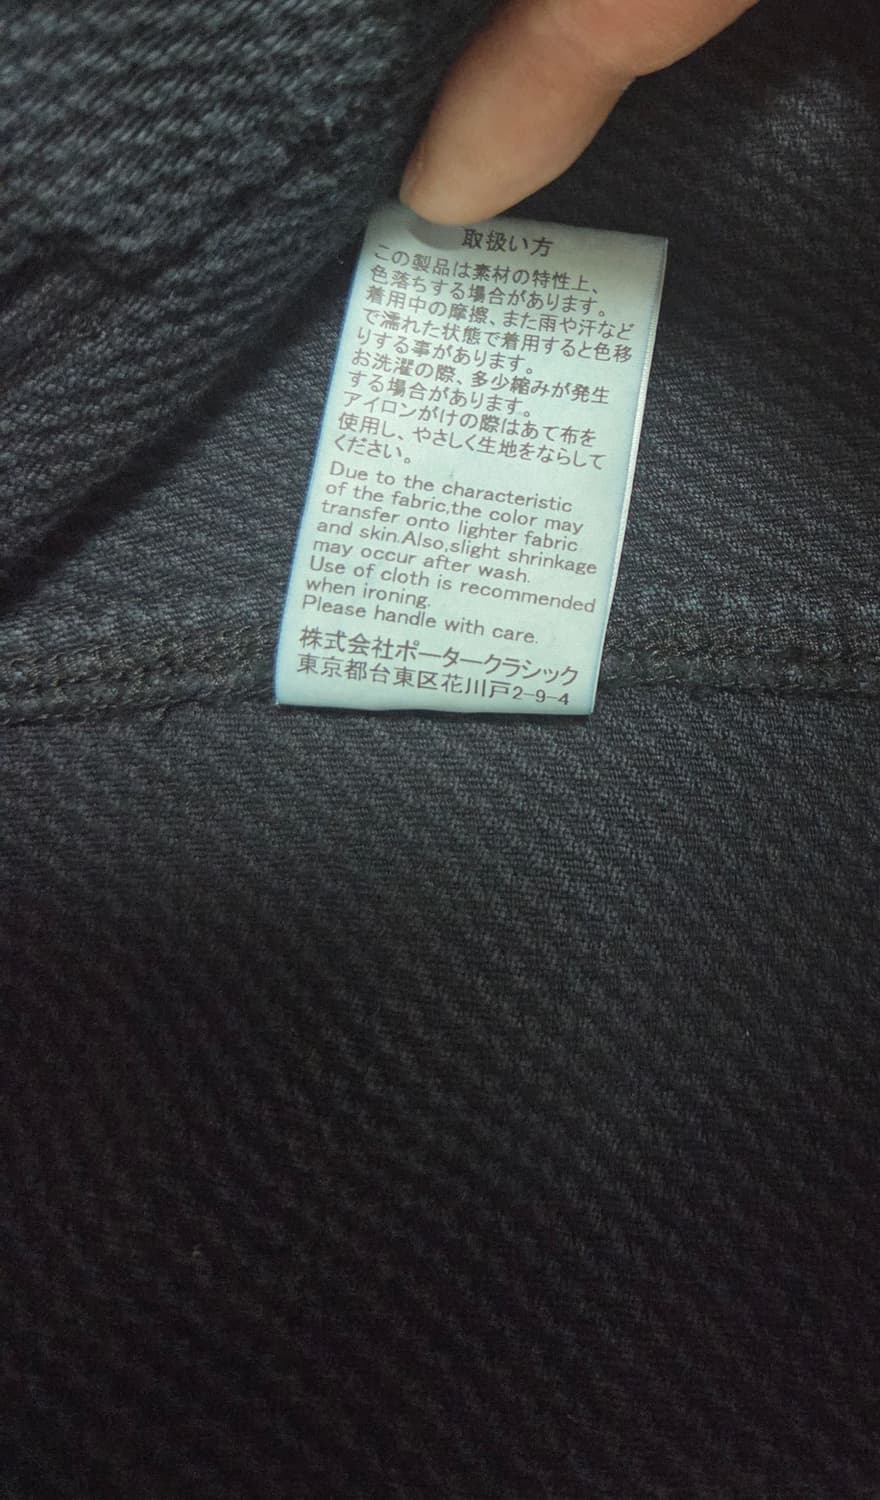 取扱い方
この製品は素材の特性上、
色落ちする場合があります。
着用中の摩擦、また雨や汗など
で濡れた状態で着用すると色移
りする事があります。
お洗濯の際、多少縮みが発生
する場合があります。
アイロンがけの際はあて布を
使用し、やさしく生地をならして
ください。
Due to the characteristic
of the fabric,the color may
transfer onto lighter fabric
and skin.Also,slight shrinkage
may occur after wash.
Use of cloth is recommended
when ironing.
Please handle with care.
株式会社ポータークラシック
東京都台東区花川戸2-9-4